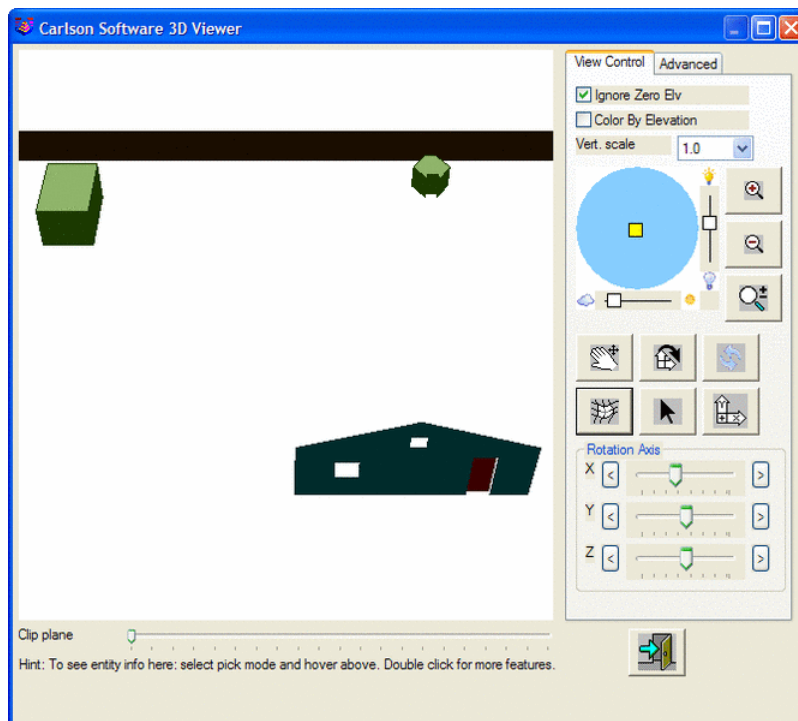 Carlson Software 3D Viewer
View Control
Advanced
Ignore Zero Elv
Color By Elevation
Vert. scale
1.0
Rotation Axis
X
<
>
Y
<
>
Z
<
>
Clip plane
Hint: To see entity info here: select pick mode and hover above. Double click for more features.